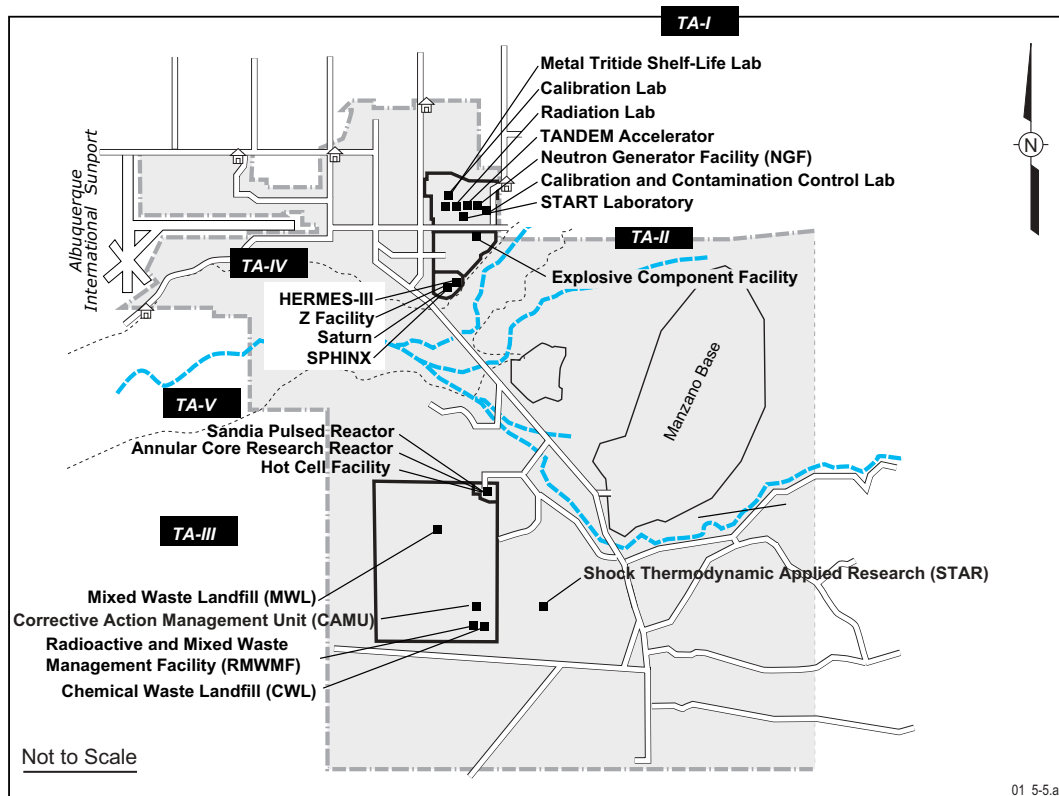 TA-I
Metal Tritide Shelf-Life Lab
Calibration Lab
Radiation Lab
TANDEM Accelerator
Neutron Generator Facility (NGF)
Calibration and Contamination Control Lab
START Laboratory
N
Albuquerque
International Sunport
TA-II
TA-IV
Explosive Component Facility
HERMES-III
Z Facility
Saturn
SPHINX
Manzano Base
TA-V
Sandia Pulsed Reactor
Annular Core Research Reactor
Hot Cell Facility
TA-III
Shock Thermodynamic Applied Research (STAR)
Mixed Waste Landfill (MWL)
Corrective Action Management Unit (CAMU)
Radioactive and Mixed Waste
Management Facility (RMWMF)
Chemical Waste Landfill (CWL)
Not to Scale
01 5-5.a